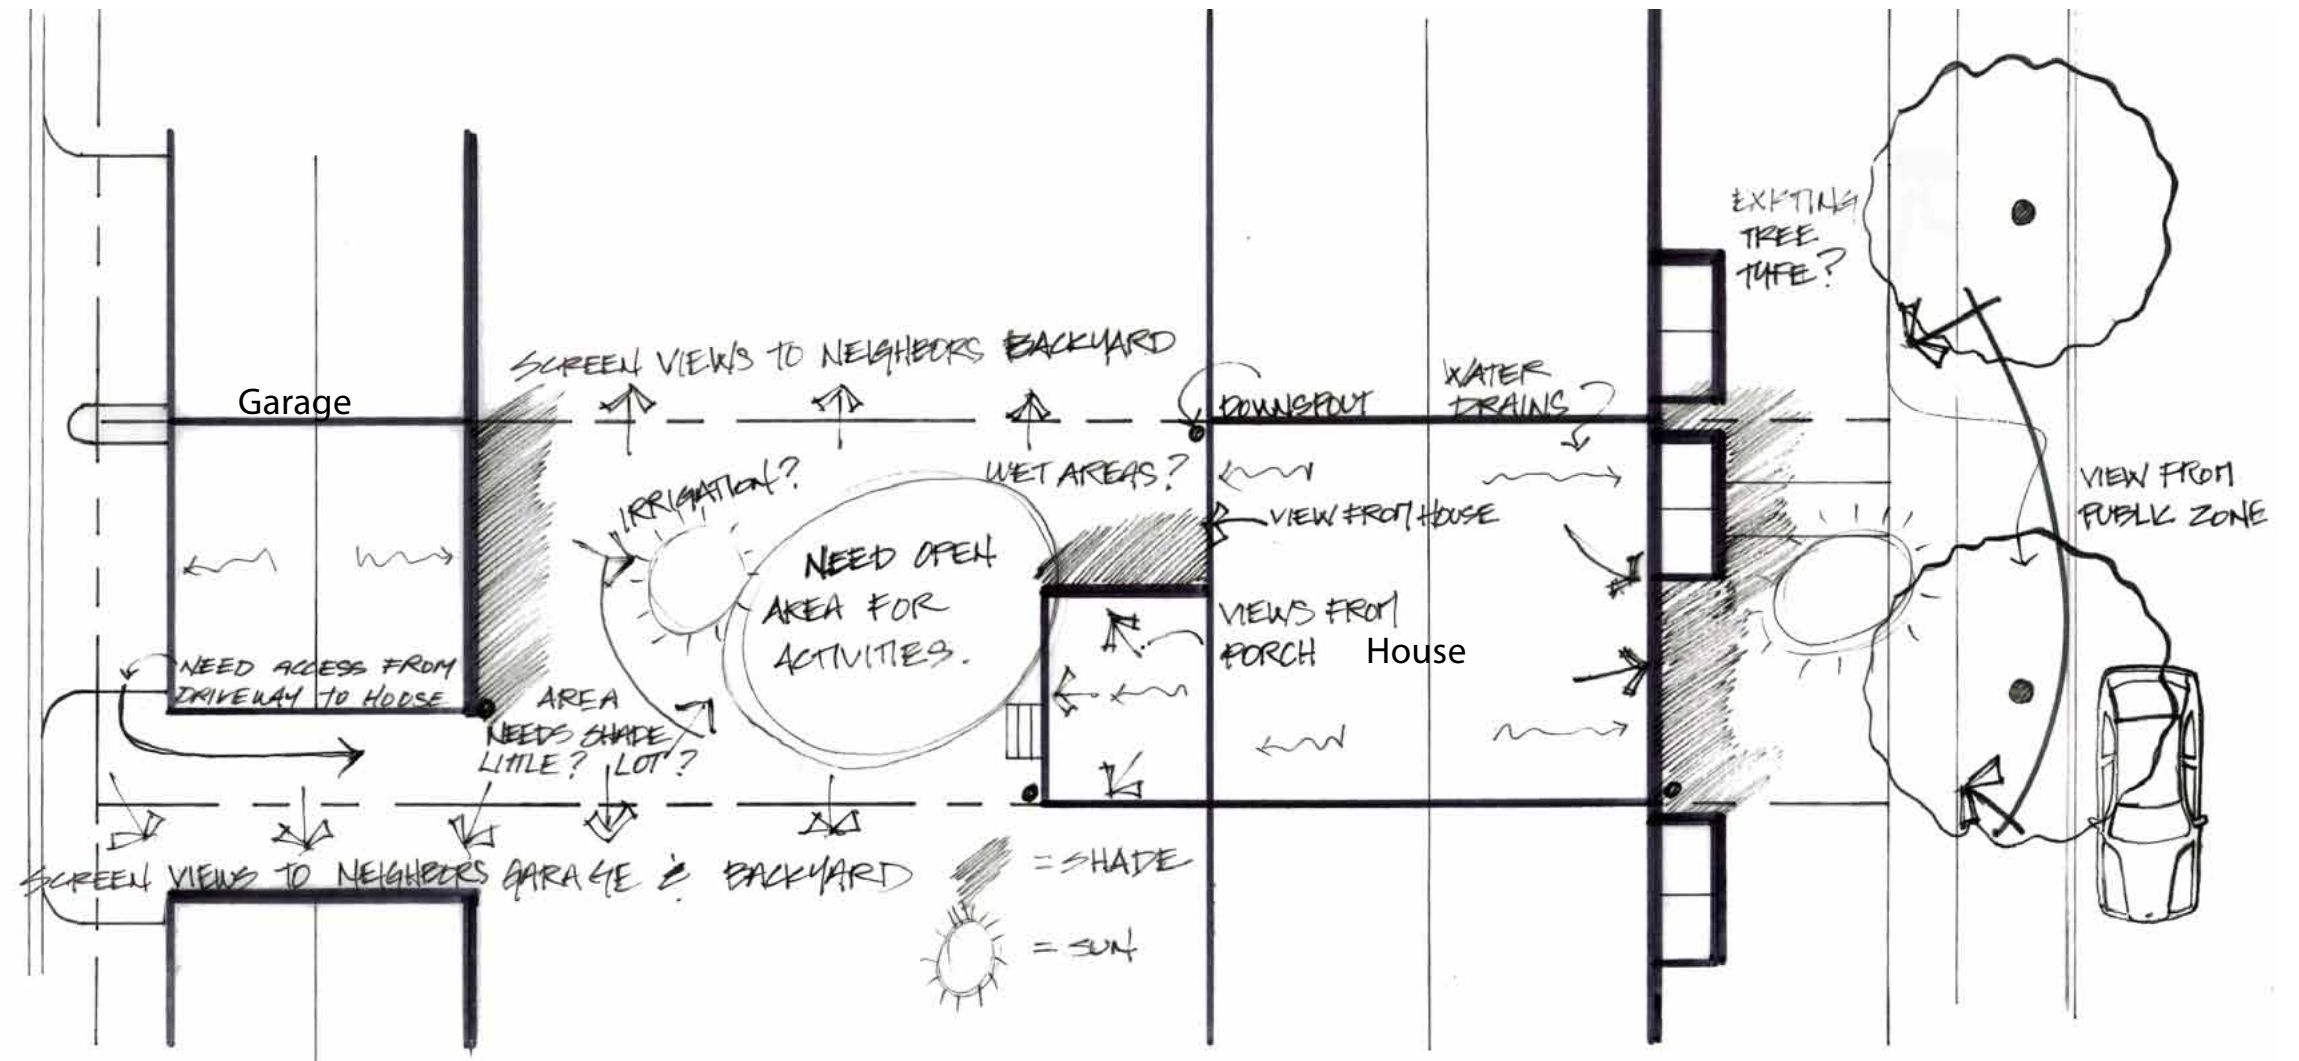 EXISTING
TREE
TYPE?
SCREEN VIEWS TO NEIGHBORS BACKYARD
Garage
DOWNSPOUT
WATER
DRAINS
IRRIGATION?
WET AREAS?
VIEW FROM HOUSE
VIEW FROM
PUBLIC ZONE
NEED OPEN
AREA FOR
ACTIVITIES.
VIEWS FROM
PORCH
House
NEED ACCESS FROM
DRIVEWAY TO HOUSE
AREA
NEEDS SHADE
LITTLE? LOT?
SCREEN VIEWS TO NEIGHBORS GARAGE & BACKYARD
= SHADE
= SUN